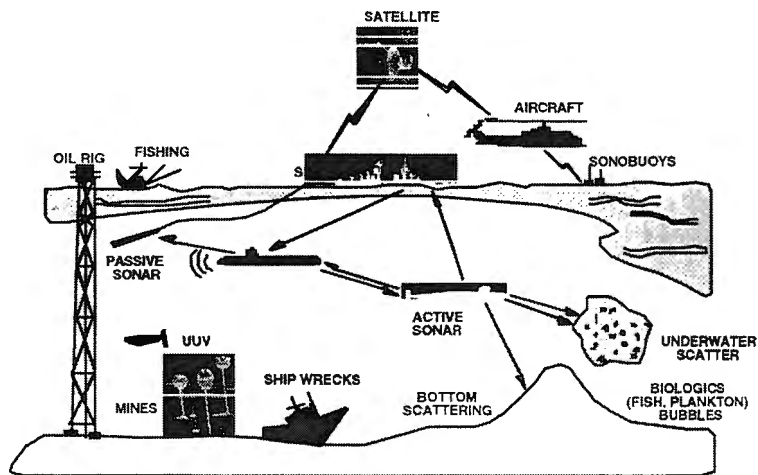 SATELLITE
AIRCRAFT
OIL RIG
FISHING
S
SONOBUOYS
PASSIVE
SONAR
ACTIVE
SONAR
UNDERWATER
SCATTER
UUV
MINES
SHIP WRECKS
BOTTOM
SCATTERING
BIOLOGICS
(FISH, PLANKTON)
BUBBLES